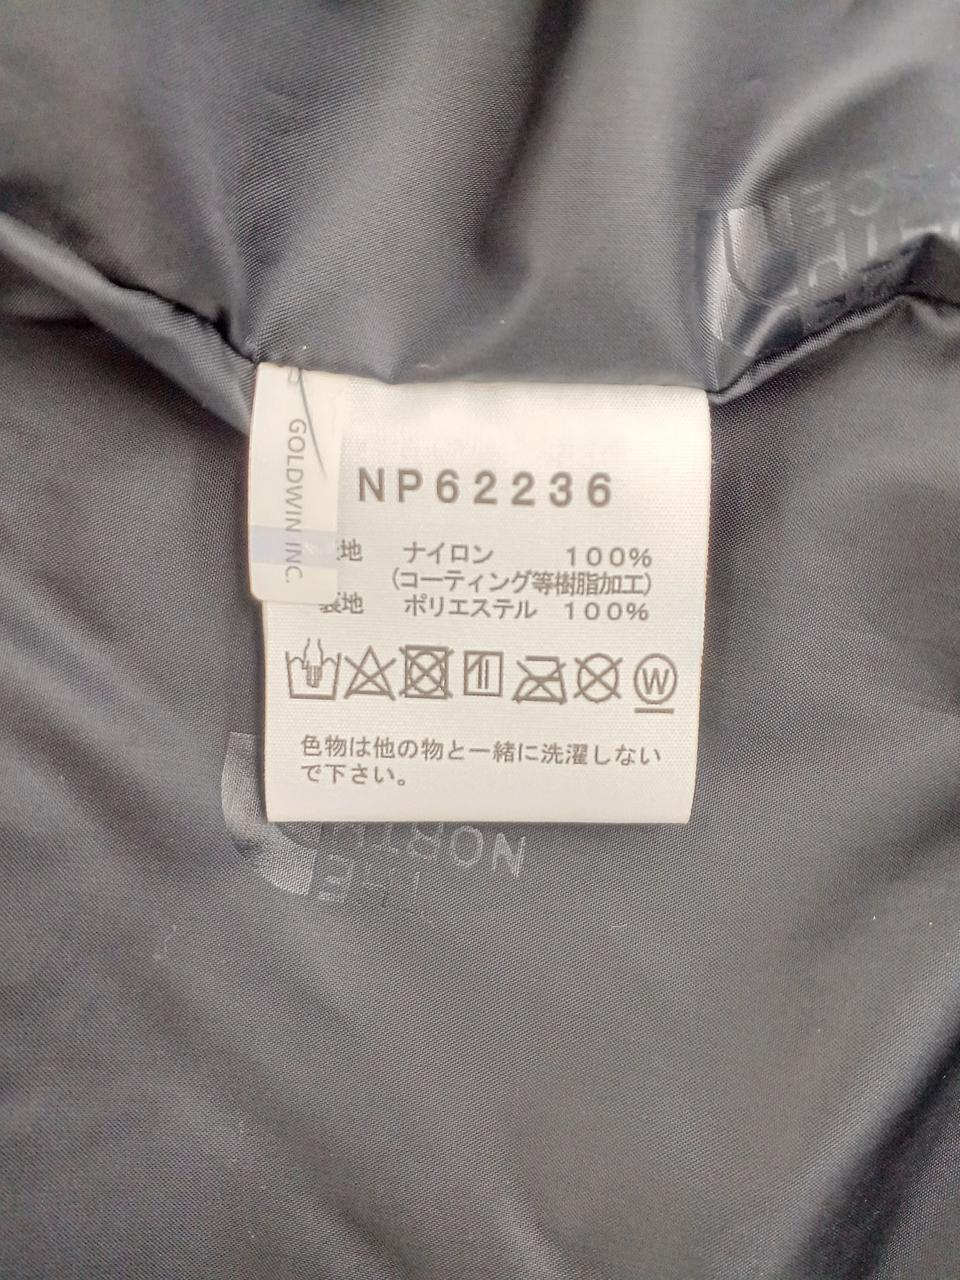 GOLDWIN INC.
NP62236
地 ナイロン 100%
(コーティング等樹脂加工)
裏地 ポリエステル 100%
W
色物は他の物と一緒に洗濯しない
で下さい。
NORTH
THE